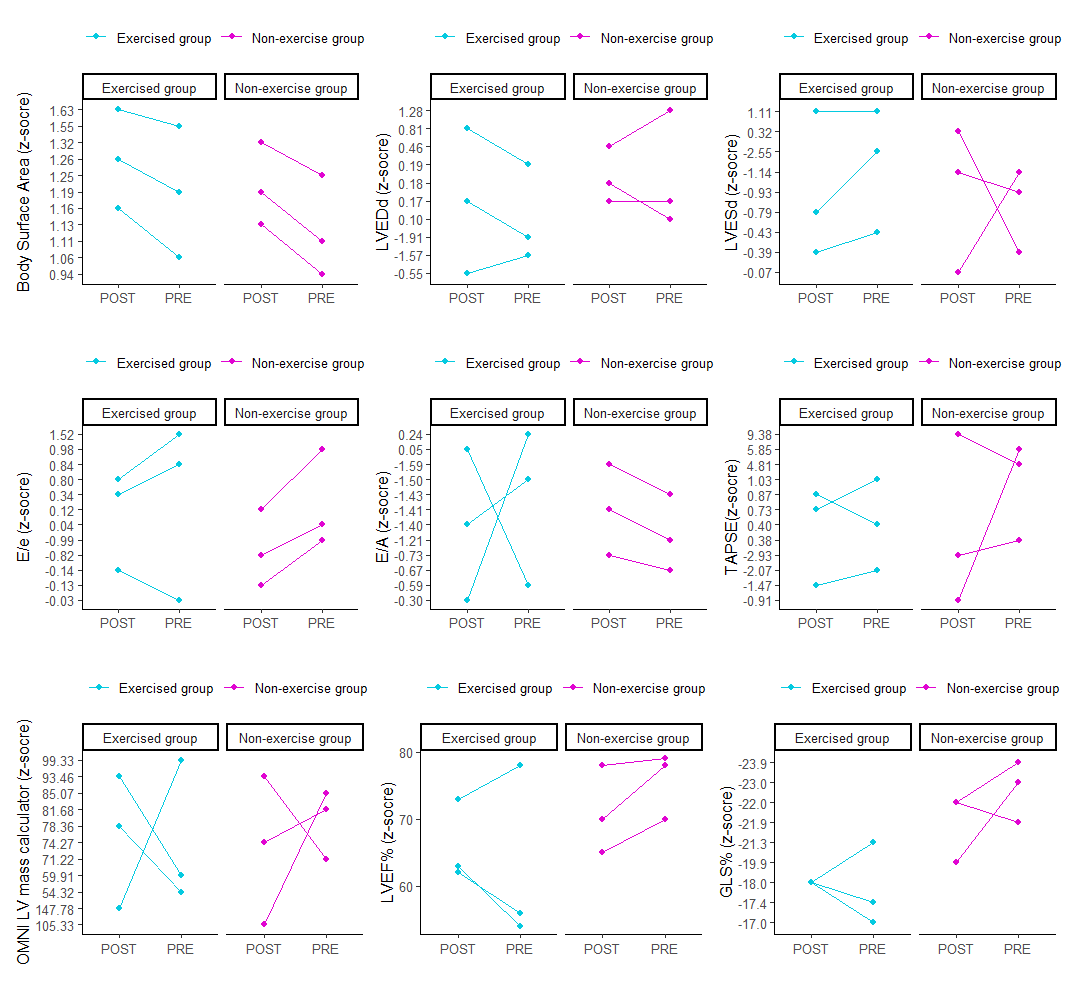 Exercised group Non-exercise group
Exercised group Non-exercise group
Body Surface Area (z-socre)
1.63
1.55
1.32
1.26
1.25
1.19
1.16
1.13
1.11
1.06
0.94
POST PRE POST PRE
Exercised group Non-exercise group
Exercised group Non-exercise group
LVEDd (z-socre)
1.28
0.81
0.46
0.19
0.18
0.17
0.10
-1.91
-1.57
-0.55
POST PRE POST PRE
Exercised group Non-exercise group
Exercised group Non-exercise group
LVESd (z-socre)
1.11
0.32
-2.55
-1.14
-0.93
-0.79
-0.43
-0.39
-0.07
POST PRE POST PRE
Exercised group Non-exercise group
Exercised group Non-exercise group
E/e (z-socre)
1.52
0.98
0.84
0.80
0.34
0.12
0.04
-0.99
-0.82
-0.14
-0.13
-0.03
POST PRE POST PRE
Exercised group Non-exercise group
Exercised group Non-exercise group
E/A (z-socre)
0.24
0.05
-1.59
-1.50
-1.43
-1.41
-1.40
-1.21
-0.73
-0.67
-0.59
-0.30
POST PRE POST PRE
Exercised group Non-exercise group
Exercised group Non-exercise group
TAPSE(z-socre)
9.38
5.85
4.81
1.03
0.87
0.73
0.40
0.38
-2.93
-2.07
-1.47
-0.91
POST PRE POST PRE
Exercised group Non-exercise group
Exercised group Non-exercise group
OMNI LV mass calculator (z-socre)
99.33
93.46
85.07
81.68
78.36
74.27
71.22
59.91
54.32
147.78
105.33
POST PRE POST PRE
Exercised group Non-exercise group
Exercised group Non-exercise group
LVEF% (z-socre)
80
70
60
POST PRE POST PRE
Exercised group Non-exercise group
Exercised group Non-exercise group
GLS% (z-socre)
-23.9
-23.0
-22.0
-21.9
-21.3
-19.9
-18.0
-17.4
-17.0
POST PRE POST PRE